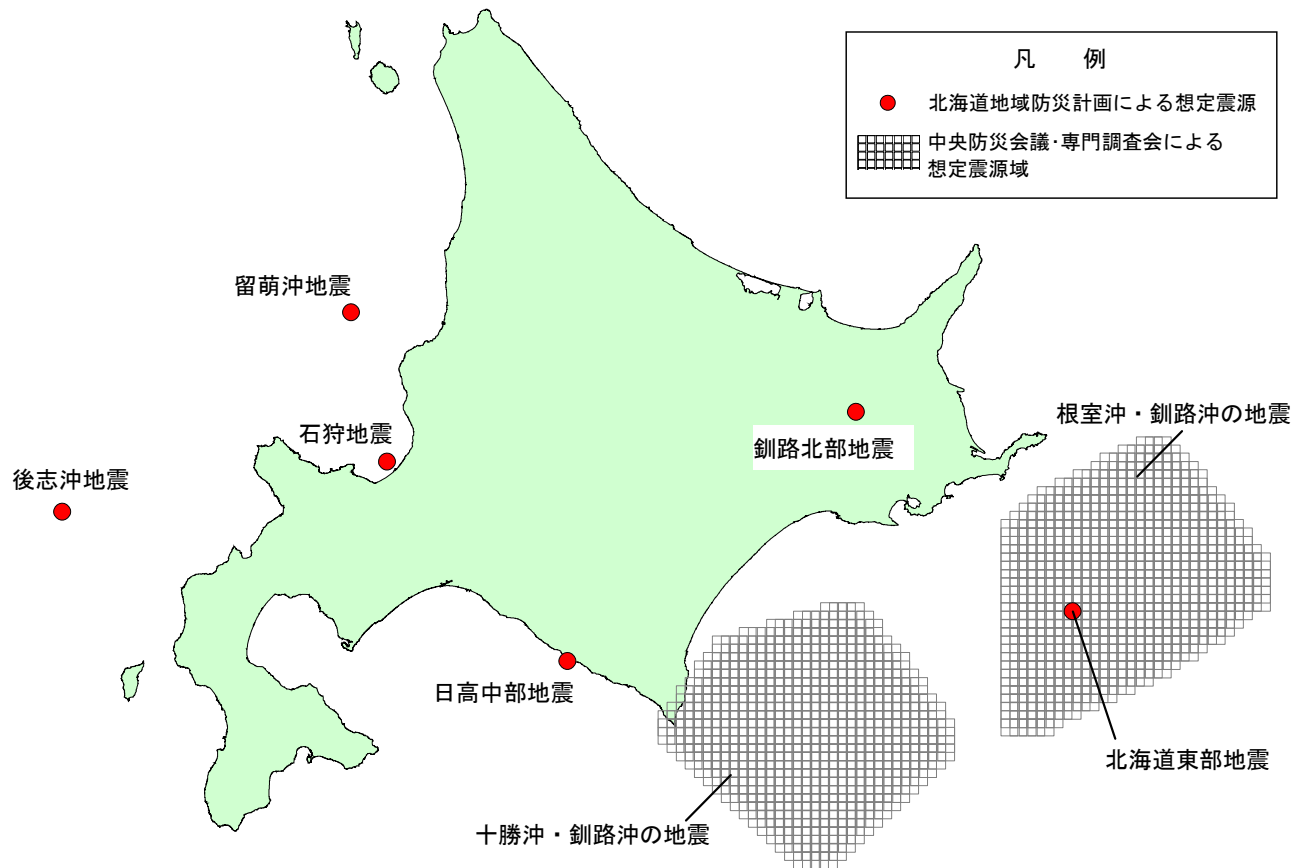 凡 例
北海道地域防災計画による想定震源
中央防災会議・専門調査会による
想定震源域
留萌沖地震
石狩地震
後志沖地震
釧路北部地震
根室沖・釧路沖の地震
日高中部地震
北海道東部地震
十勝沖・釧路沖の地震